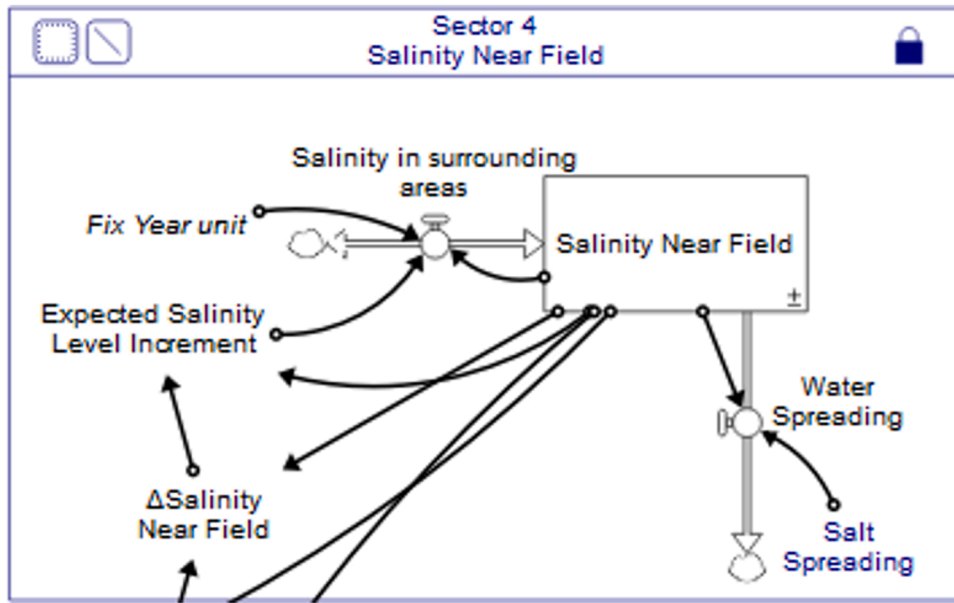 Sector 4
Salinity Near Field
Salinity in surrounding
areas
Fix Year unit
Salinity Near Field
±
Expected Salinity
Level Increment
Water
Spreading
ΔSalinity
Near Field
Salt
Spreading